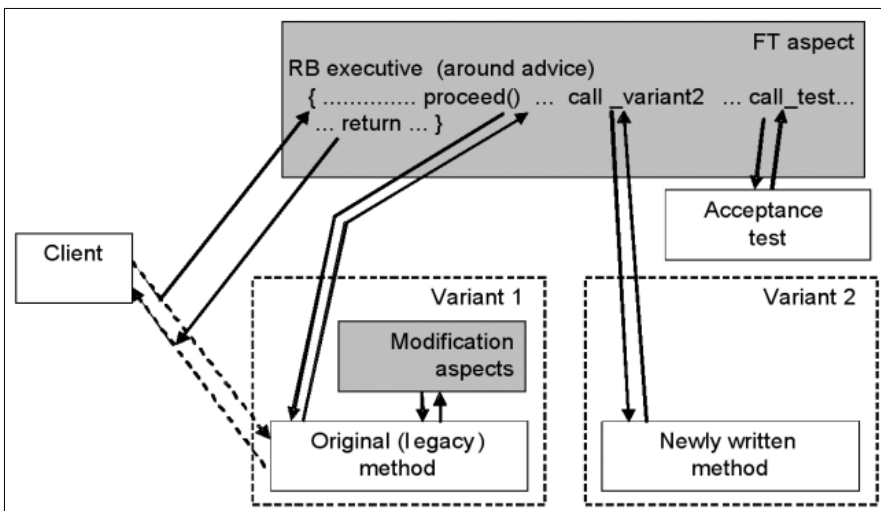 FT aspect
RB executive (around advice)
{ .............. proceed() ... call _variant2 ... call_test...
... return ... }
Acceptance
test
Client
Variant 1
Variant 2
Modification
aspects
Original (legacy)
method
Newly written
method